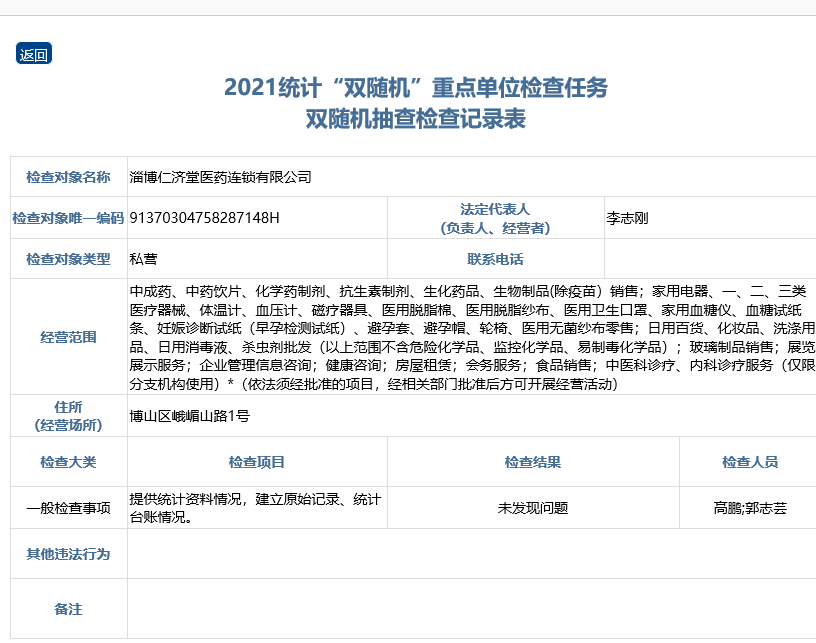 返回
2021统计“双随机”重点单位检查任务
双随机抽查检查记录表
检查对象名称 淄博仁济堂医药连锁有限公司
检查对象唯一编码 91370304758287148H 法定代表人
（负责人、经营者） 李志刚
检查对象类型 私营 联系电话
经营范围
中成药、中药饮片、化学药制剂、抗生素制剂、生化药品、生物制品(除疫苗）销售；家用电器、一、二、三类
医疗器械、体温计、血压计、磁疗器具、医用脱脂棉、医用脱脂纱布、医用卫生口罩、家用血糖仪、血糖试纸
条、妊娠诊断试纸（早孕检测试纸）、避孕套、避孕帽、轮椅、医用无菌纱布零售；日用百货、化妆品、洗涤用
品、日用消毒液、杀虫剂批发（以上范围不含危险化学品、监控化学品、易制毒化学品）；玻璃制品销售；展览
展示服务；企业管理信息咨询；健康咨询；房屋租赁；会务服务；食品销售；中医科诊疗、内科诊疗服务（仅限
分支机构使用）*（依法须经批准的项目，经相关部门批准后方可开展经营活动）
住所
（经营场所） 博山区峨嵋山路1号
检查大类 检查项目 检查结果 检查人员
一般检查事项 提供统计资料情况，建立原始记录、统计
台账情况。 未发现问题 高鹏;郭志芸
其他违法行为
备注